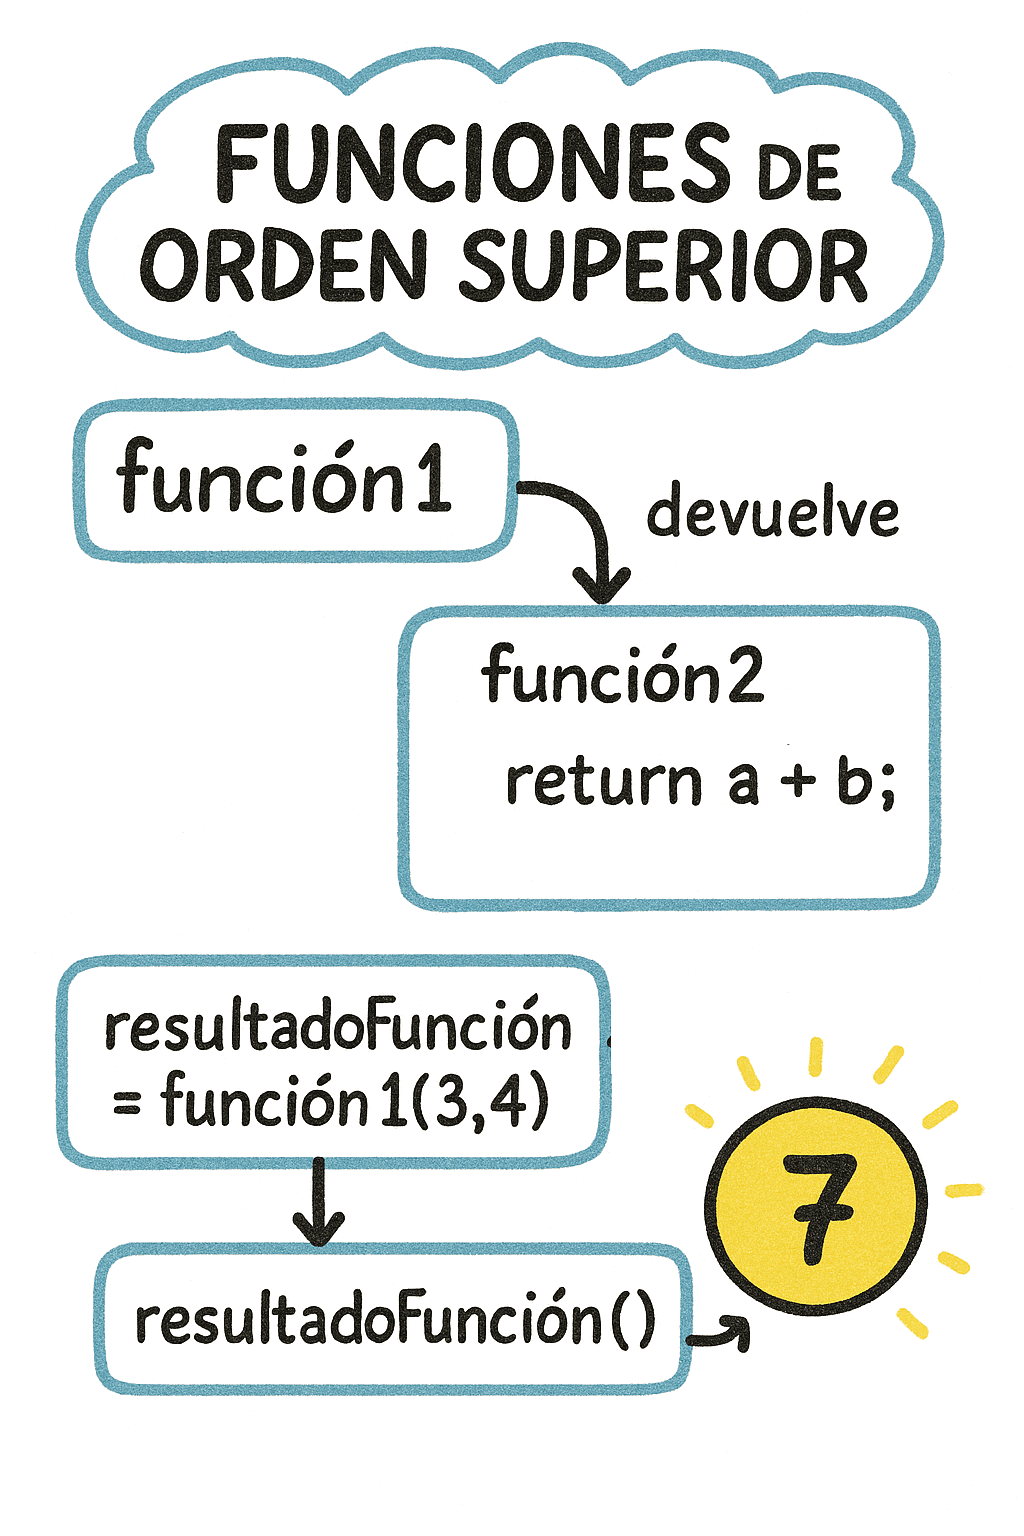 FUNCIONES DE
ORDEN SUPERIOR
función1
devuelve
función2
return a + b;
resultadoFunción
= función1(3,4)
7
resultadoFunción()